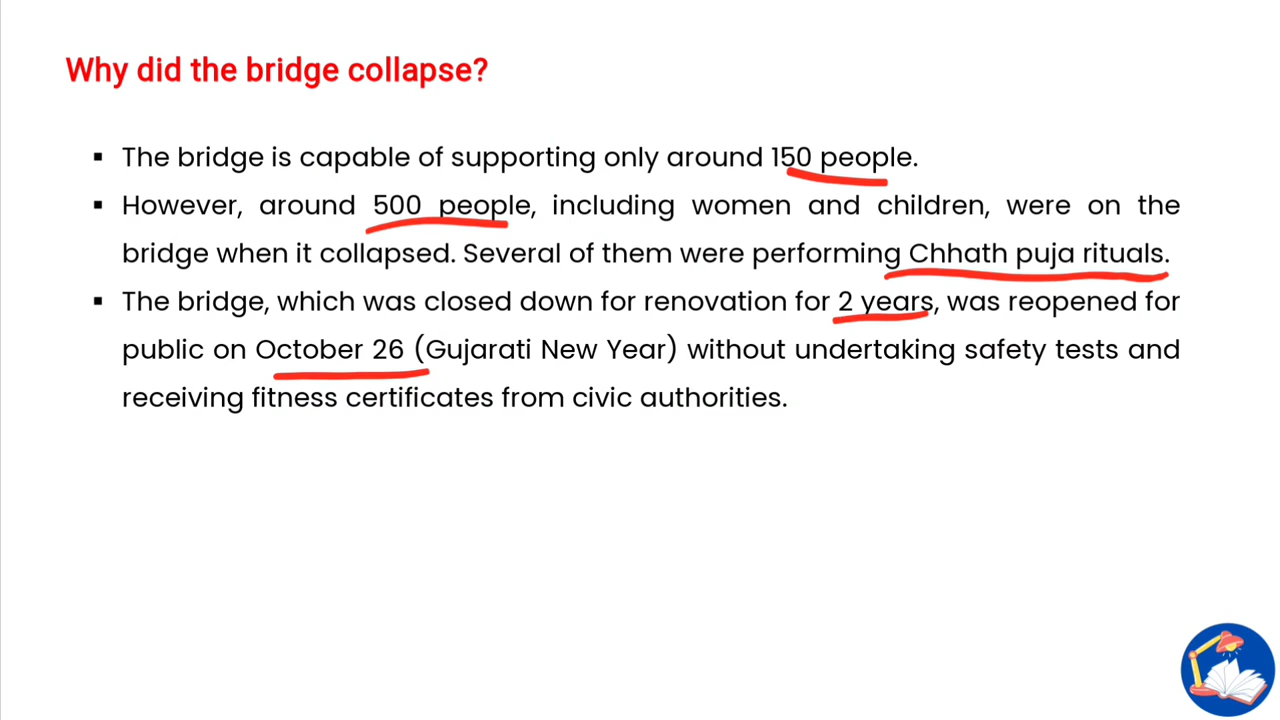 Why did the bridge collapse?
▪ The bridge is capable of supporting only around 150 people.
▪ However, around 500 people, including women and children, were on the
bridge when it collapsed. Several of them were performing Chhath puja rituals.
▪ The bridge, which was closed down for renovation for 2 years, was reopened for
public on October 26 (Gujarati New Year) without undertaking safety tests and
receiving fitness certificates from civic authorities.